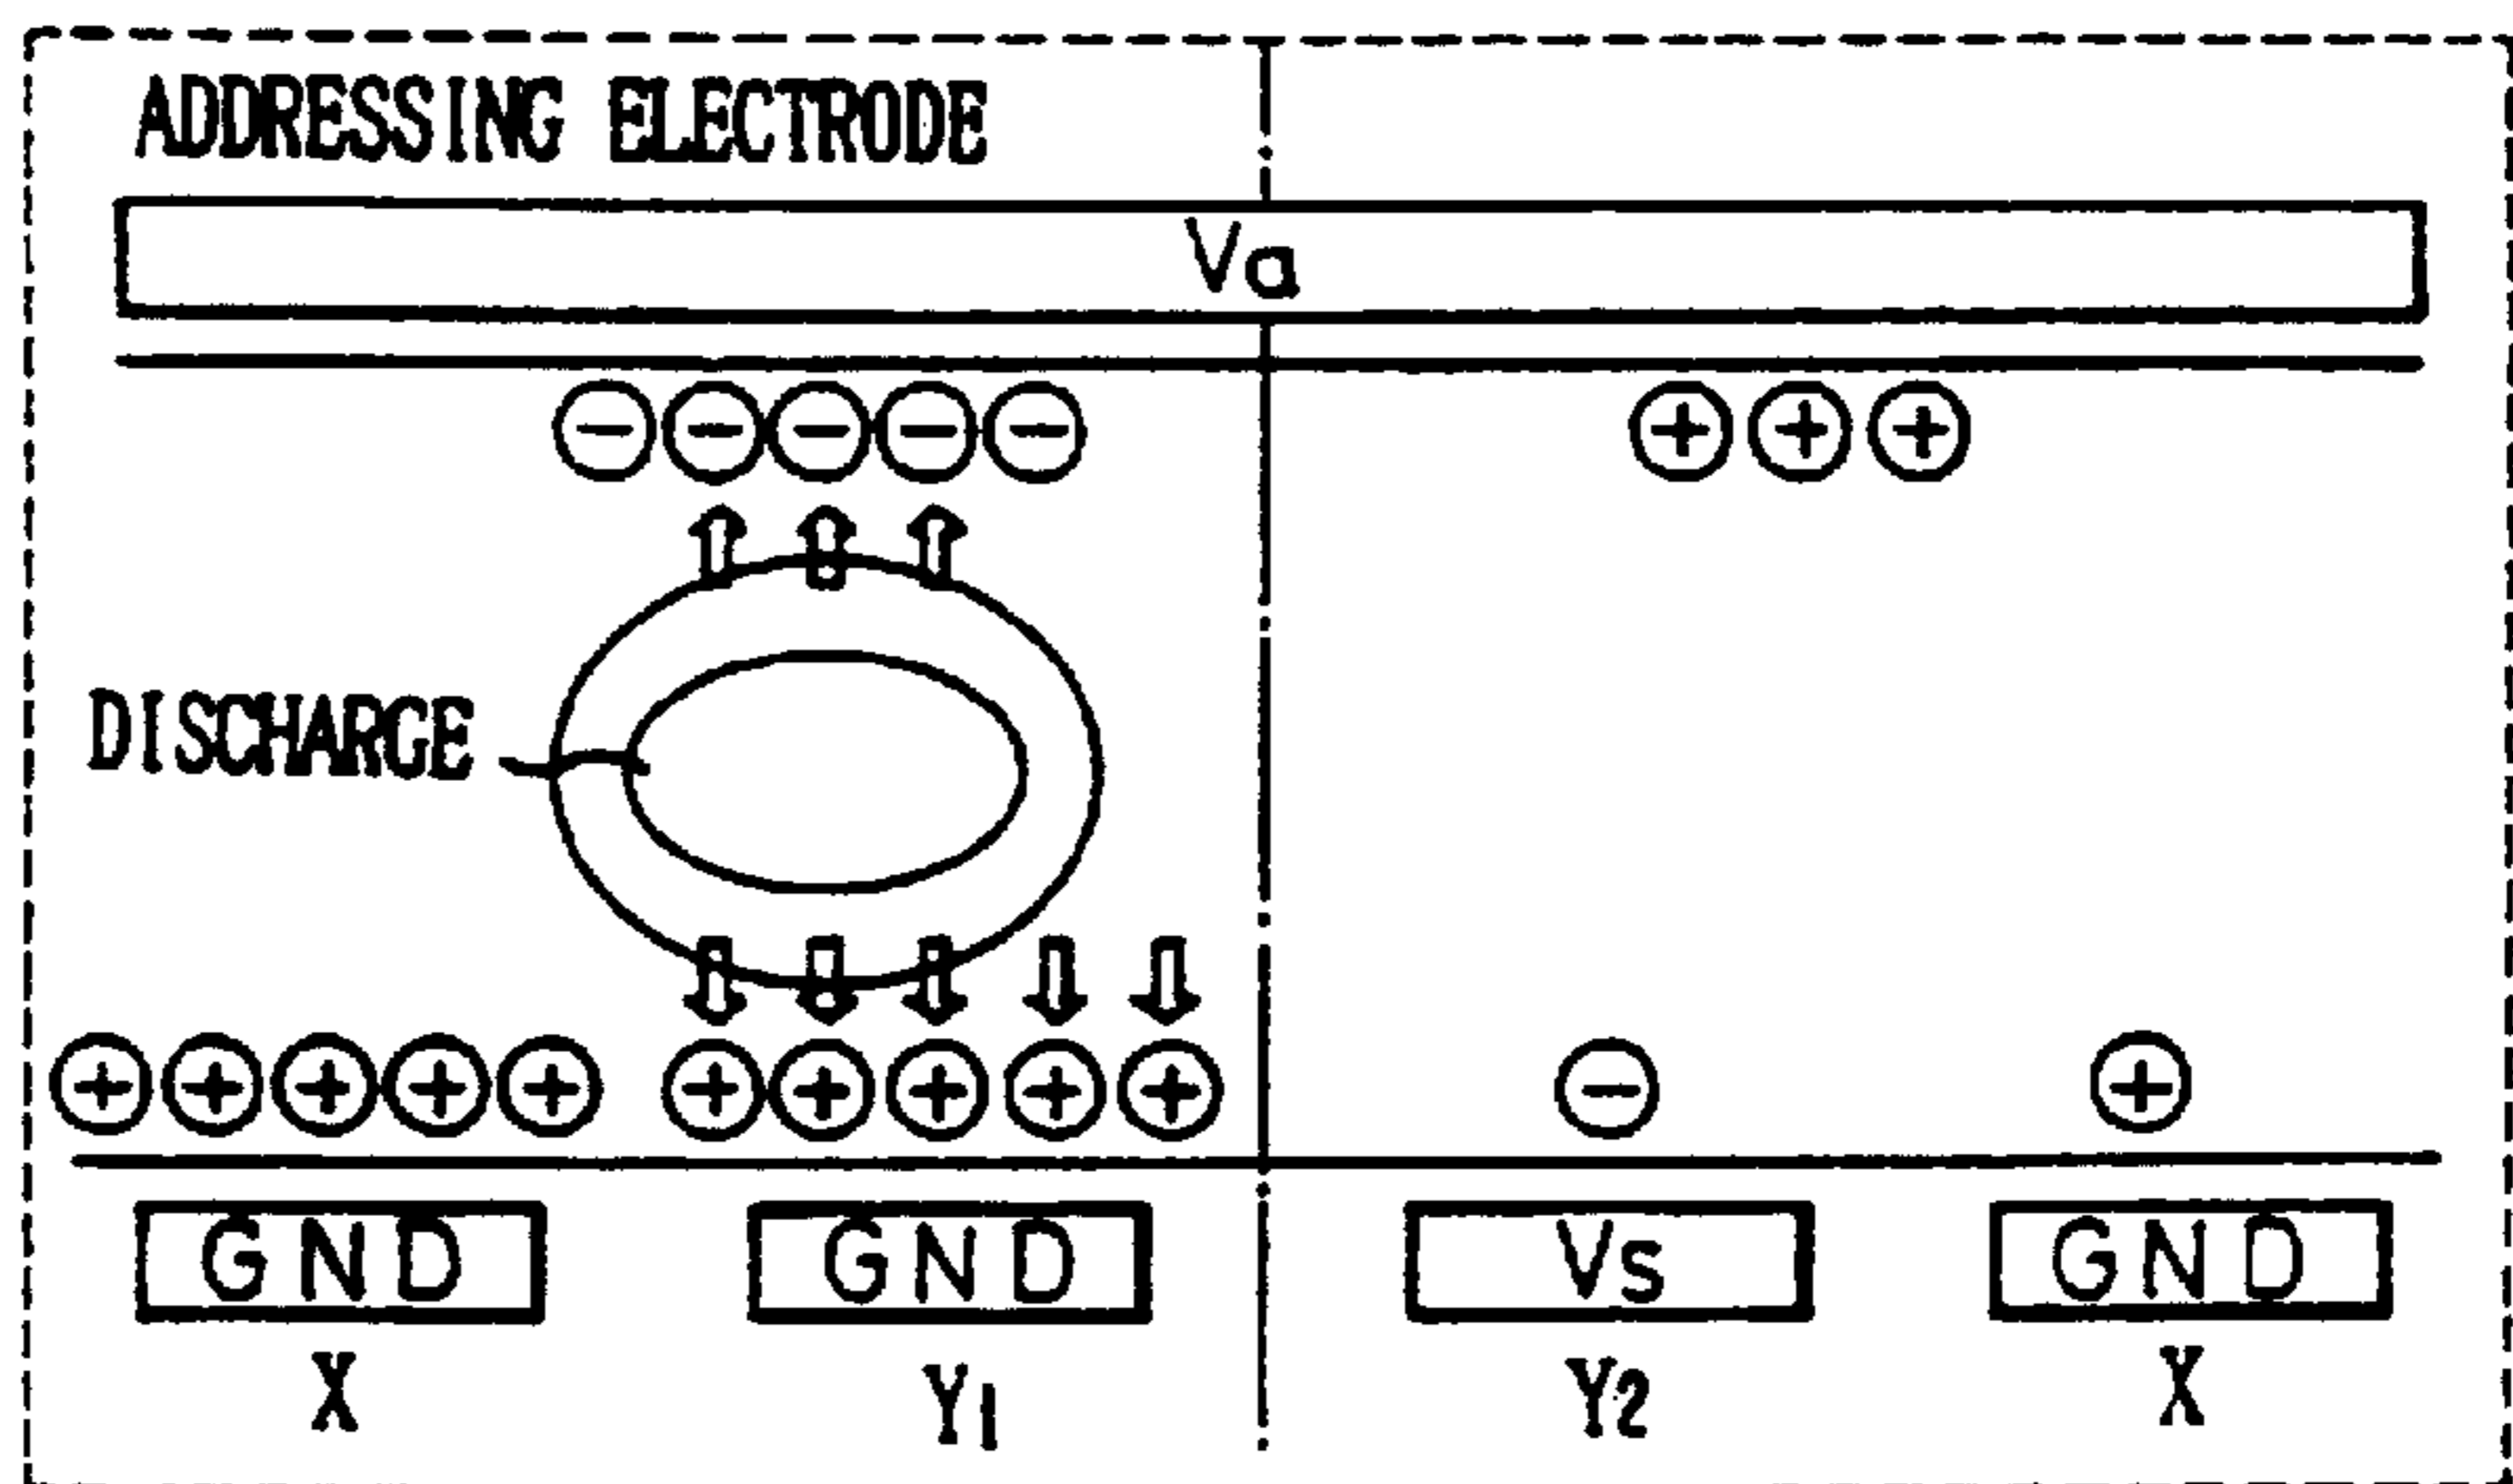 ADDRESSING ELECTRODE
Va
DISCHARGE
GND GND Vs GND
X Y1 Y2 X